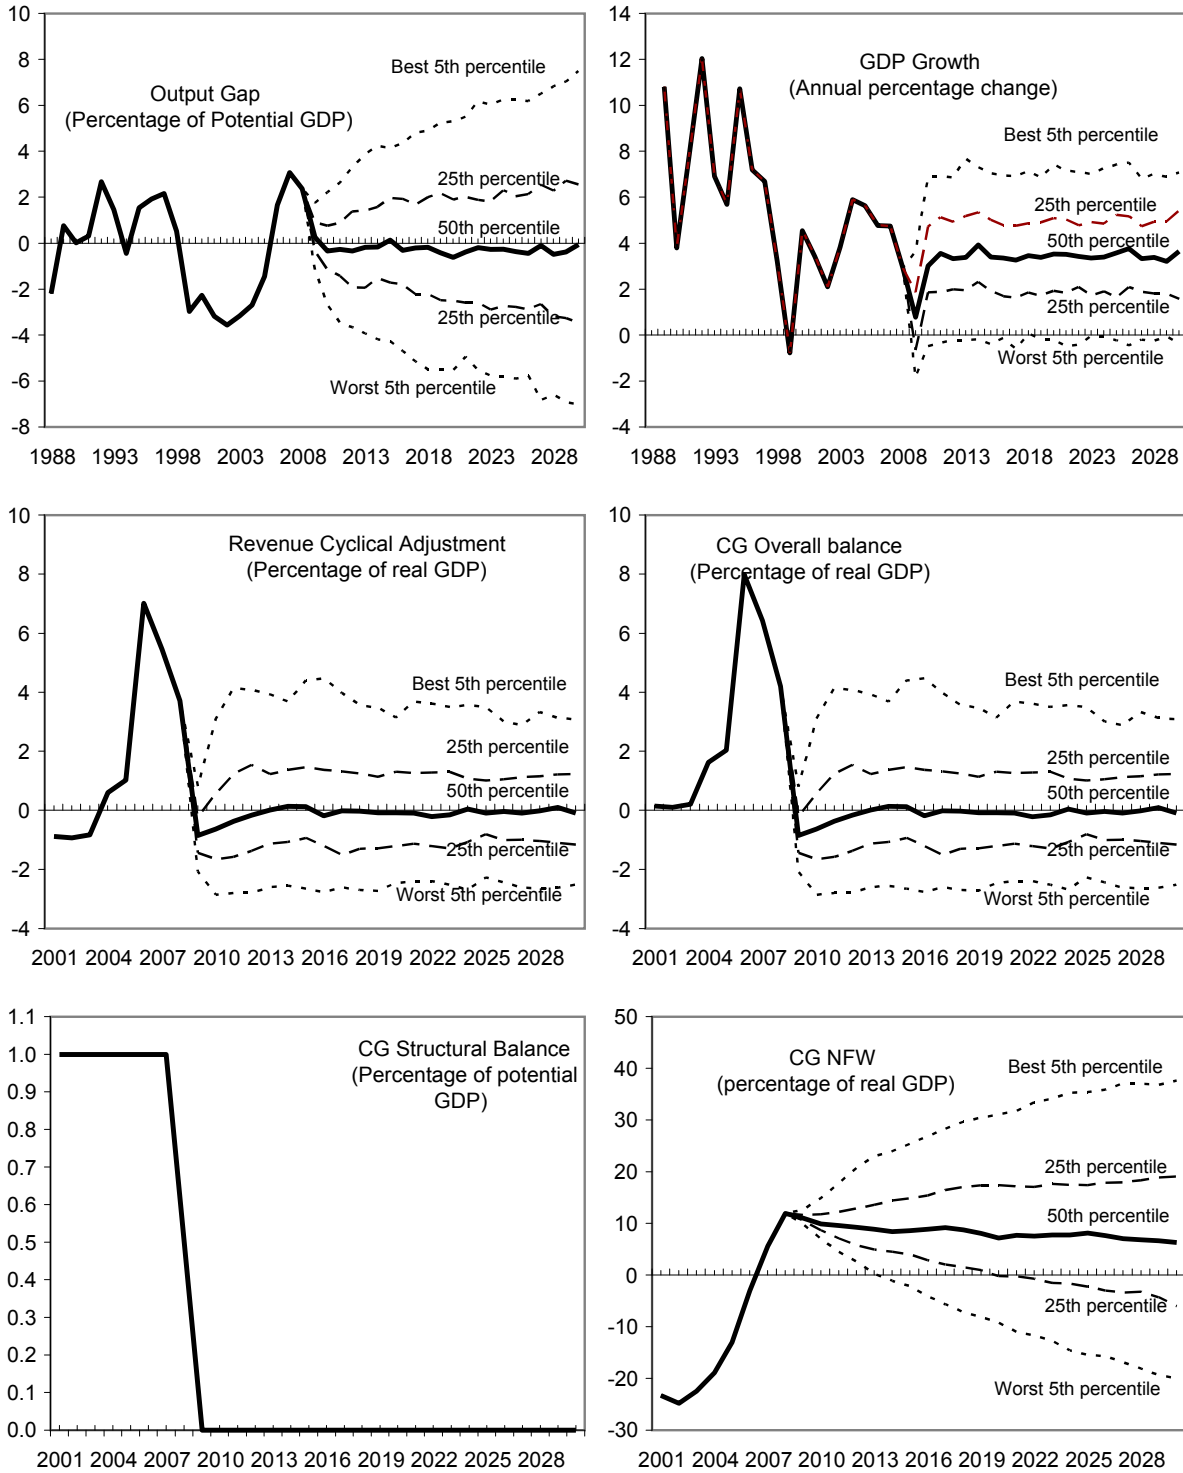 Output Gap
(Percentage of Potential GDP)
10
8
6
4
2
0
-2
-4
-6
-8
Best 5th percentile
25th percentile
50th percentile
25th percentile
Worst 5th percentile
1988 1993 1998 2003 2008 2013 2018 2023 2028
GDP Growth
(Annual percentage change)
14
12
10
8
6
4
2
0
-2
-4
Best 5th percentile
25th percentile
50th percentile
25th percentile
Worst 5th percentile
1988 1993 1998 2003 2008 2013 2018 2023 2028
Revenue Cyclical Adjustment
(Percentage of real GDP)
10
8
6
4
2
0
-2
-4
Best 5th percentile
25th percentile
50th percentile
25th percentile
Worst 5th percentile
2001 2004 2007 2010 2013 2016 2019 2022 2025 2028
CG Overall balance
(Percentage of real GDP)
10
8
6
4
2
0
-2
-4
Best 5th percentile
25th percentile
50th percentile
25th percentile
Worst 5th percentile
2001 2004 2007 2010 2013 2016 2019 2022 2025 2028
CG Structural Balance
(Percentage of potential
GDP)
1.1
1.0
0.9
0.8
0.7
0.6
0.5
0.4
0.3
0.2
0.1
0.0
2001 2004 2007 2010 2013 2016 2019 2022 2025 2028
CG NFW
(percentage of real GDP)
50
40
30
20
10
0
-10
-20
-30
Best 5th percentile
25th percentile
50th percentile
25th percentile
Worst 5th percentile
2001 2004 2007 2010 2013 2016 2019 2022 2025 2028